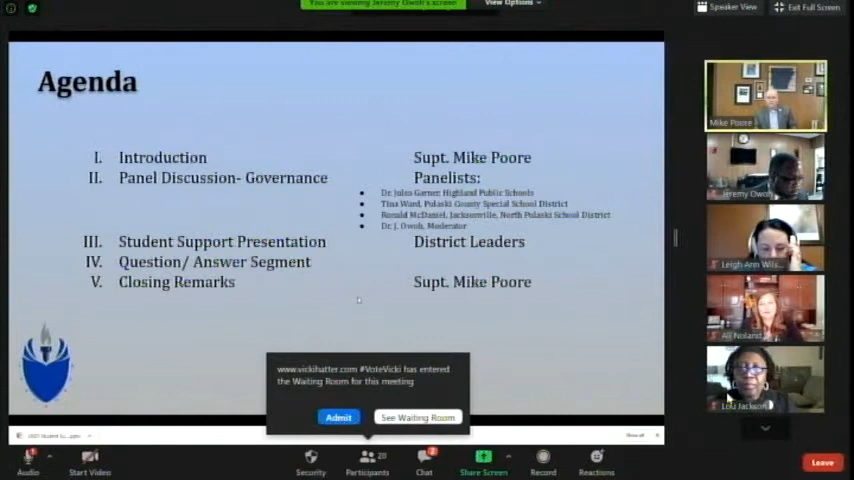 You are viewing Jeremy Owoh's screen
View Options
Speaker View
Exit Full Screen
Agenda
I. Introduction Supt. Mike Poore
II. Panel Discussion- Governance Panelists:
Dr. Julea Garner, Highland Public Schools
Tina Ward, Pulaski County Special School District
Ronald McDaniel, Jacksonville, North Pulaski School District
Dr. J. Owoh, Moderator
III. Student Support Presentation District Leaders
IV. Question/ Answer Segment
V. Closing Remarks Supt. Mike Poore
Mike Poore
Jeremy Owoh
Leigh Ann Wils...
Ali Noland
Lou Jackson
www.vickihatter.com #VoteVicki has entered
the Waiting Room for this meeting
Admit
See Waiting Room
Show all
Audio
Start Video
Security
Participants
20
Chat
2
Share Screen
Record
Reactions
Leave